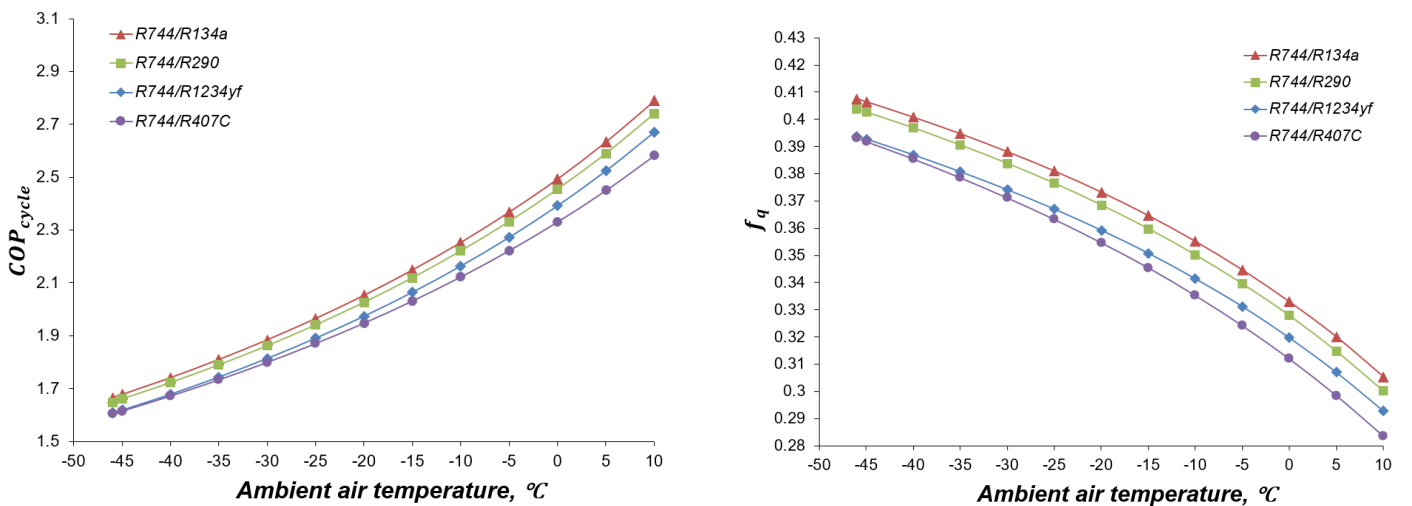 3.1
2.9
2.7
2.5
2.3
2.1
1.9
1.7
1.5
COP_cycle
R744/R134a
R744/R290
R744/R1234yf
R744/R407C
-50 -45 -40 -35 -30 -25 -20 -15 -10 -5 0 5 10
Ambient air temperature, °C
0.43
0.42
0.41
0.4
0.39
0.38
0.37
0.36
0.35
0.34
0.33
0.32
0.31
0.3
0.29
0.28
f_q
R744/R134a
R744/R290
R744/R1234yf
R744/R407C
-50 -45 -40 -35 -30 -25 -20 -15 -10 -5 0 5 10
Ambient air temperature, °C